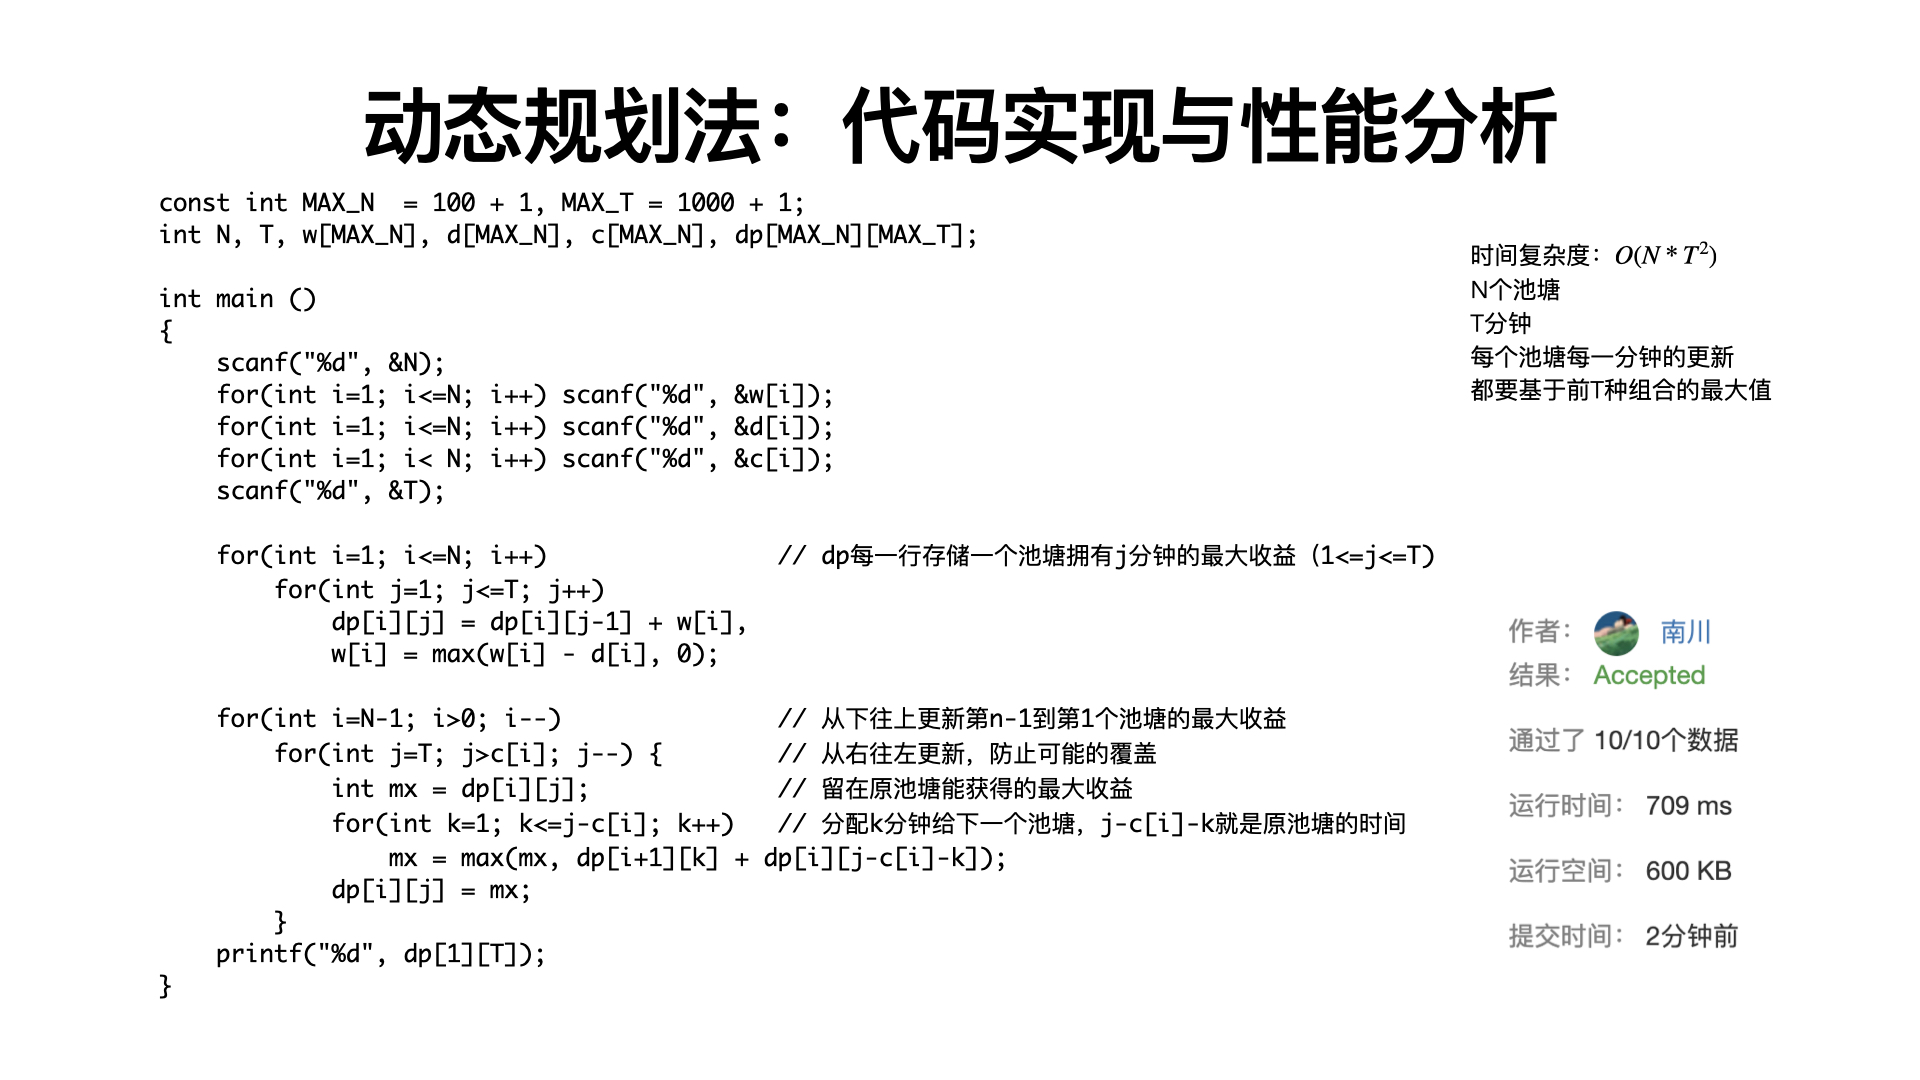 动态规划法：代码实现与性能分析
const int MAX_N  = 100 + 1, MAX_T = 1000 + 1;
int N, T, w[MAX_N], d[MAX_N], c[MAX_N], dp[MAX_N][MAX_T];
int main ()
{
    scanf("%d", &N);
    for(int i=1; i<=N; i++) scanf("%d", &w[i]);
    for(int i=1; i<=N; i++) scanf("%d", &d[i]);
    for(int i=1; i< N; i++) scanf("%d", &c[i]);
    scanf("%d", &T);
    for(int i=1; i<=N; i++)                // dp每一行存储一个池塘拥有j分钟的最大收益（1<=j<=T）
        for(int j=1; j<=T; j++)
            dp[i][j] = dp[i][j-1] + w[i],
            w[i] = max(w[i] - d[i], 0);
    for(int i=N-1; i>0; i--)               // 从下往上更新第n-1到第1个池塘的最大收益
        for(int j=T; j>c[i]; j--) {        // 从右往左更新，防止可能的覆盖
            int mx = dp[i][j];             // 留在原池塘能获得的最大收益
            for(int k=1; k<=j-c[i]; k++)   // 分配k分钟给下一个池塘，j-c[i]-k就是原池塘的时间
                mx = max(mx, dp[i+1][k] + dp[i][j-c[i]-k]);
            dp[i][j] = mx;
        }
    printf("%d", dp[1][T]);
}
时间复杂度：O(N * T²)
N个池塘
T分钟
每个池塘每一分钟的更新
都要基于前T种组合的最大值
作者： 南川
结果： Accepted
通过了 10/10个数据
运行时间： 709 ms
运行空间： 600 KB
提交时间： 2分钟前